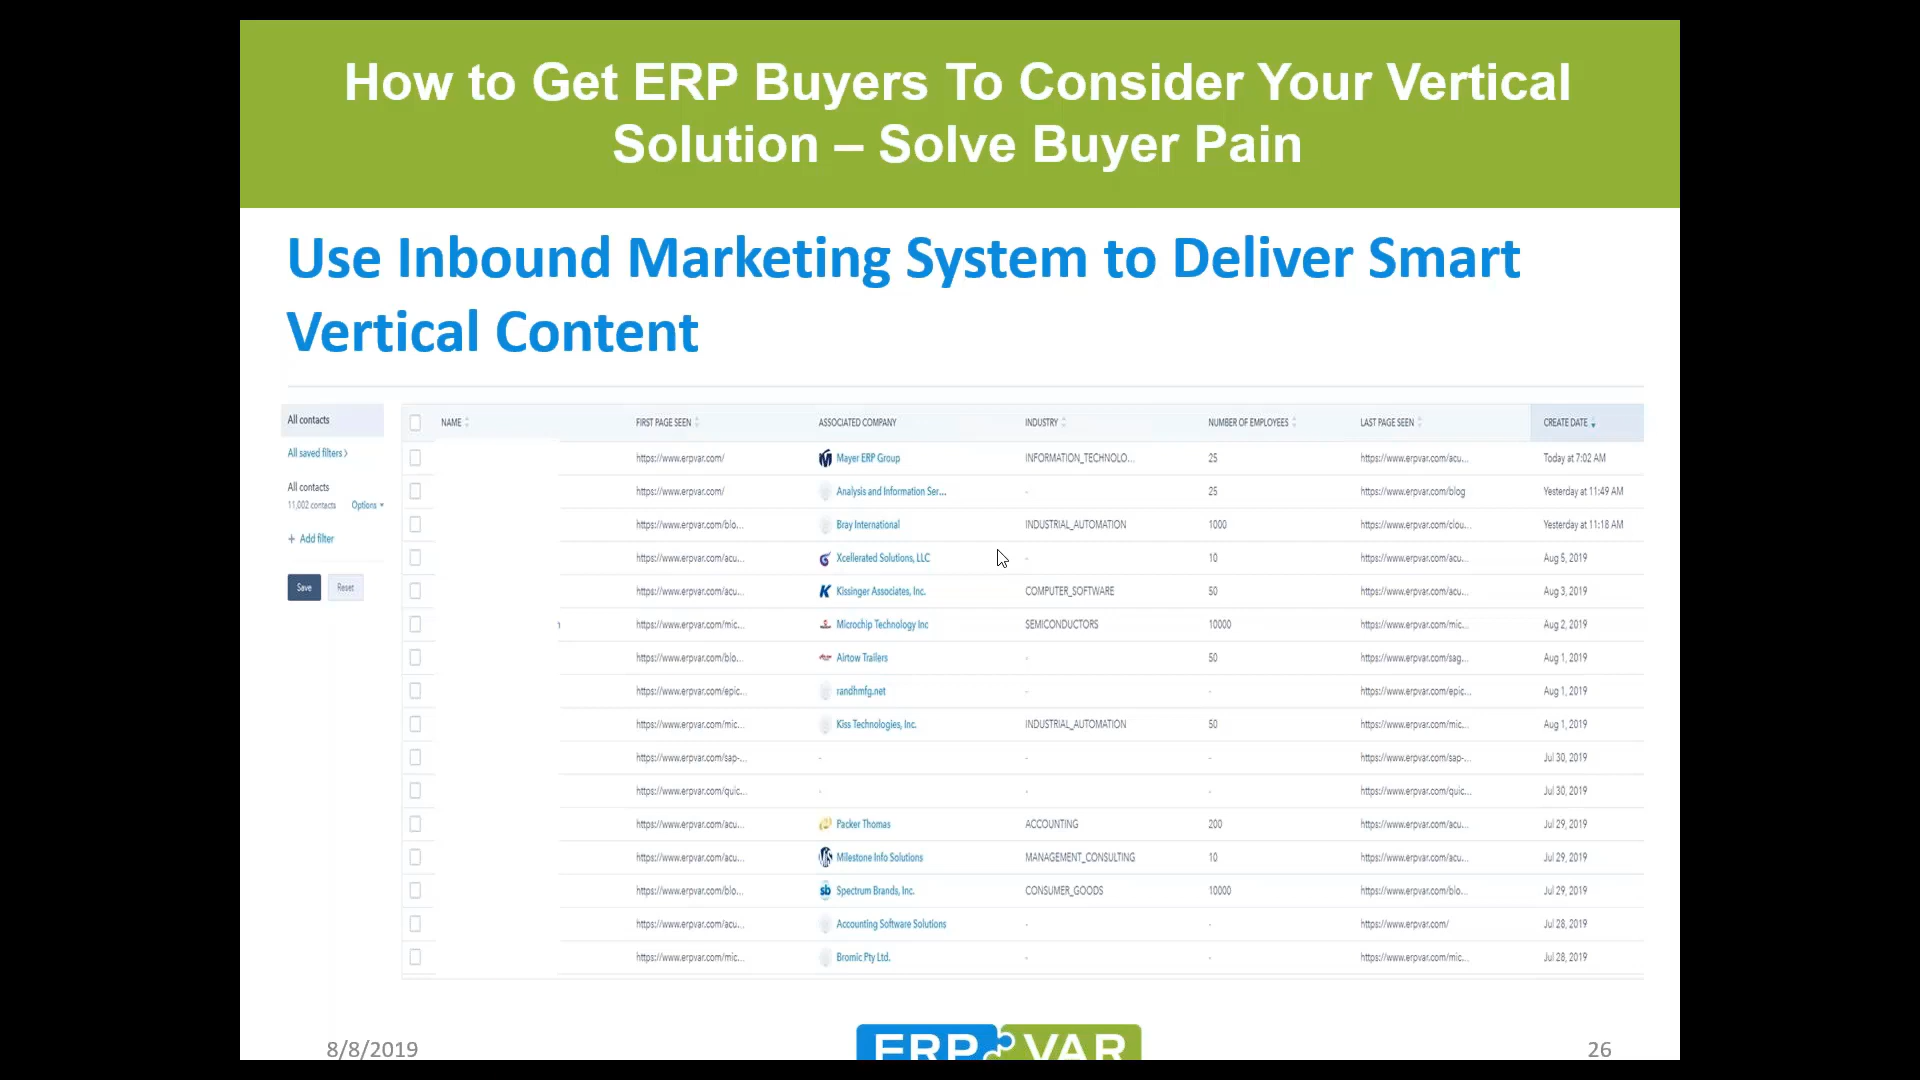 How to Get ERP Buyers To Consider Your Vertical
Solution – Solve Buyer Pain
Use Inbound Marketing System to Deliver Smart
Vertical Content
All contacts
All saved filters >
All contacts
11,002 contacts Options
+ Add filter
Save Reset
NAME FIRST PAGE SEEN ASSOCIATED COMPANY INDUSTRY NUMBER OF EMPLOYEES LAST PAGE SEEN CREATE DATE
https://www.erpvar.com/ Mayer ERP Group INFORMATION_TECHNOLO... 25 https://www.erpvar.com/acu... Today at 7:02 AM
https://www.erpvar.com/ Analysis and Information Ser... - 25 https://www.erpvar.com/blog Yesterday at 11:49 AM
https://www.erpvar.com/blo... Bray International INDUSTRIAL_AUTOMATION 1000 https://www.erpvar.com/clou... Yesterday at 11:18 AM
https://www.erpvar.com/acu... Xcellerated Solutions, LLC - 10 https://www.erpvar.com/acu... Aug 5, 2019
https://www.erpvar.com/acu... Kissinger Associates, Inc. COMPUTER_SOFTWARE 50 https://www.erpvar.com/acu... Aug 3, 2019
https://www.erpvar.com/mic... Microchip Technology Inc SEMICONDUCTORS 10000 https://www.erpvar.com/mic... Aug 2, 2019
https://www.erpvar.com/blo... Airtow Trailers - 50 https://www.erpvar.com/sag... Aug 1, 2019
https://www.erpvar.com/epic... randhmfg.net - - https://www.erpvar.com/epic... Aug 1, 2019
https://www.erpvar.com/mic... Kiss Technologies, Inc. INDUSTRIAL_AUTOMATION 50 https://www.erpvar.com/mic... Aug 1, 2019
https://www.erpvar.com/sap-... - - - https://www.erpvar.com/sap-... Jul 30, 2019
https://www.erpvar.com/quic... - - - https://www.erpvar.com/quic... Jul 30, 2019
https://www.erpvar.com/acu... Packer Thomas ACCOUNTING 200 https://www.erpvar.com/acu... Jul 29, 2019
https://www.erpvar.com/acu... Milestone Info Solutions MANAGEMENT_CONSULTING 10 https://www.erpvar.com/acu... Jul 29, 2019
https://www.erpvar.com/blo... sb Spectrum Brands, Inc. CONSUMER_GOODS 10000 https://www.erpvar.com/blo... Jul 29, 2019
https://www.erpvar.com/acu... Accounting Software Solutions - - https://www.erpvar.com/ Jul 28, 2019
https://www.erpvar.com/mic... Bromic Pty Ltd. - - https://www.erpvar.com/mic... Jul 28, 2019
8/8/2019 ERP VAR 26